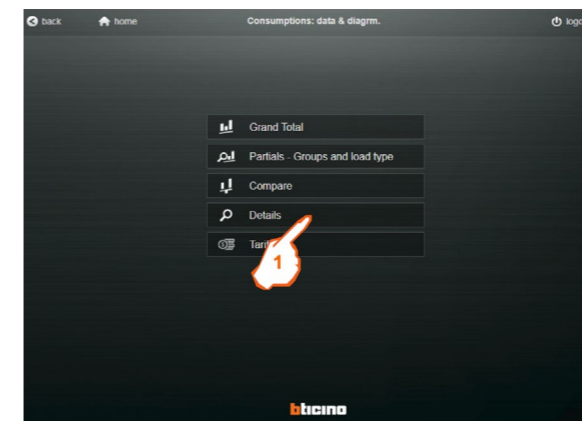 back home Consumptions: data & diagrm.
Grand Total
Partials - Groups and load type
Compare
Details
1
bticino